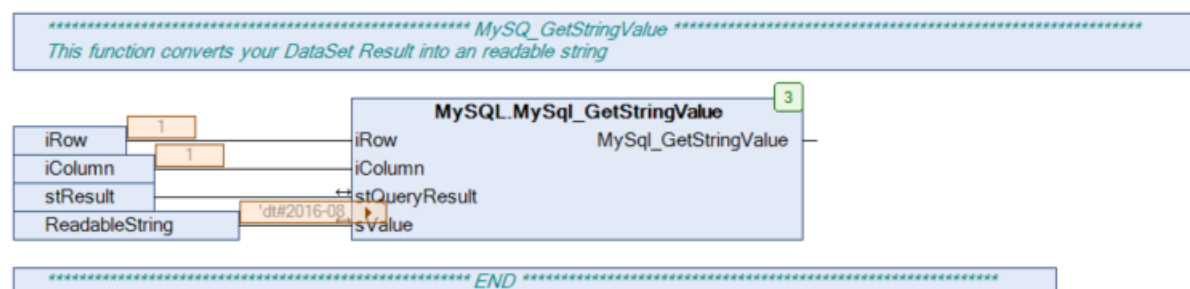 ******************************************************* MySQ_GetStringValue *************************************************************
This function converts your DataSet Result into an readable string
3
MySQL.MySql_GetStringValue
iRow 1 iRow MySql_GetStringValue
iColumn 1 iColumn
stResult stQueryResult
ReadableString 'dt#2016-08 sValue
******************************************************* END **************************************************************